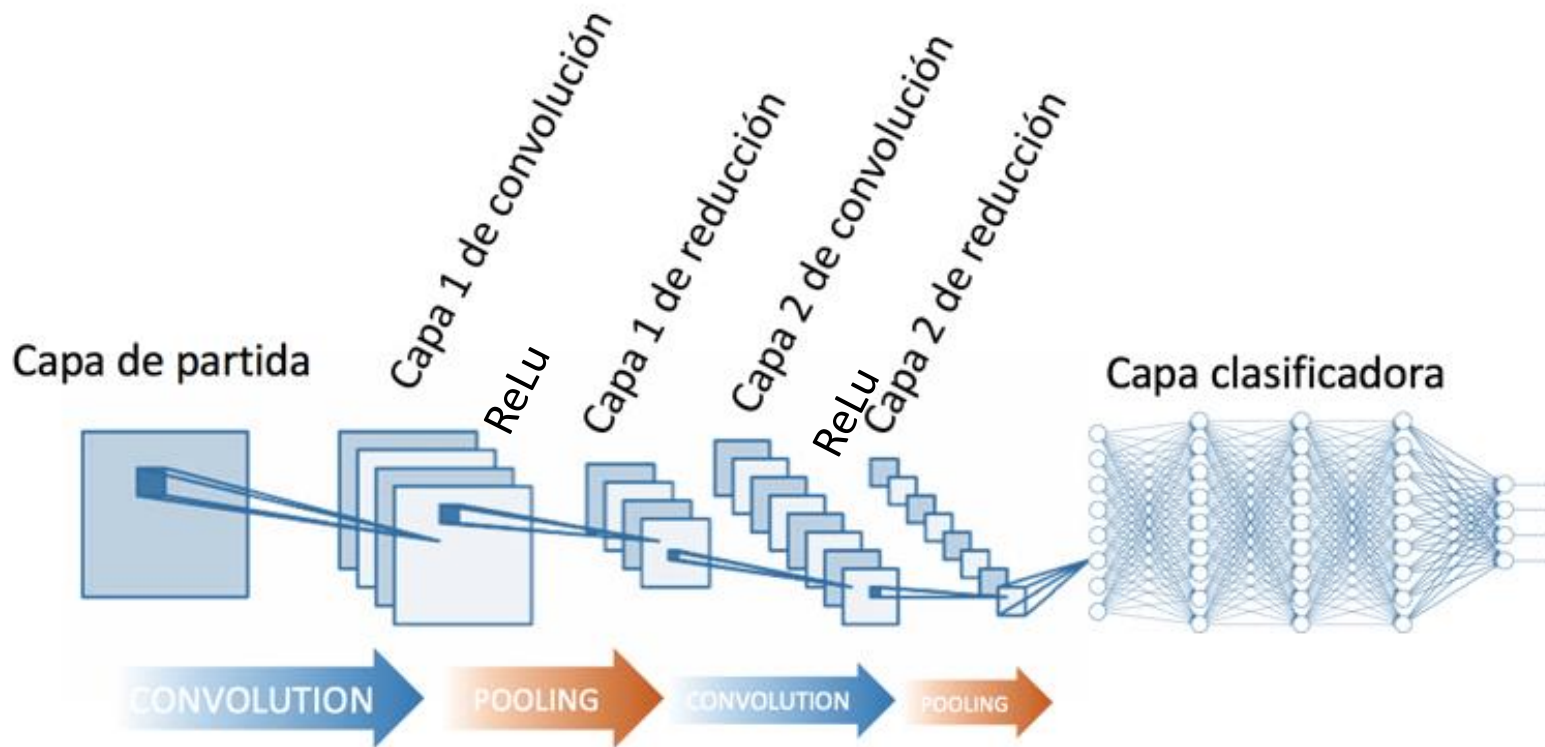 Capa de partida
Capa 1 de convolución
ReLu
Capa 1 de reducción
Capa 2 de convolución
ReLu
Capa 2 de reducción
Capa clasificadora
CONVOLUTION
POOLING
CONVOLUTION
POOLING